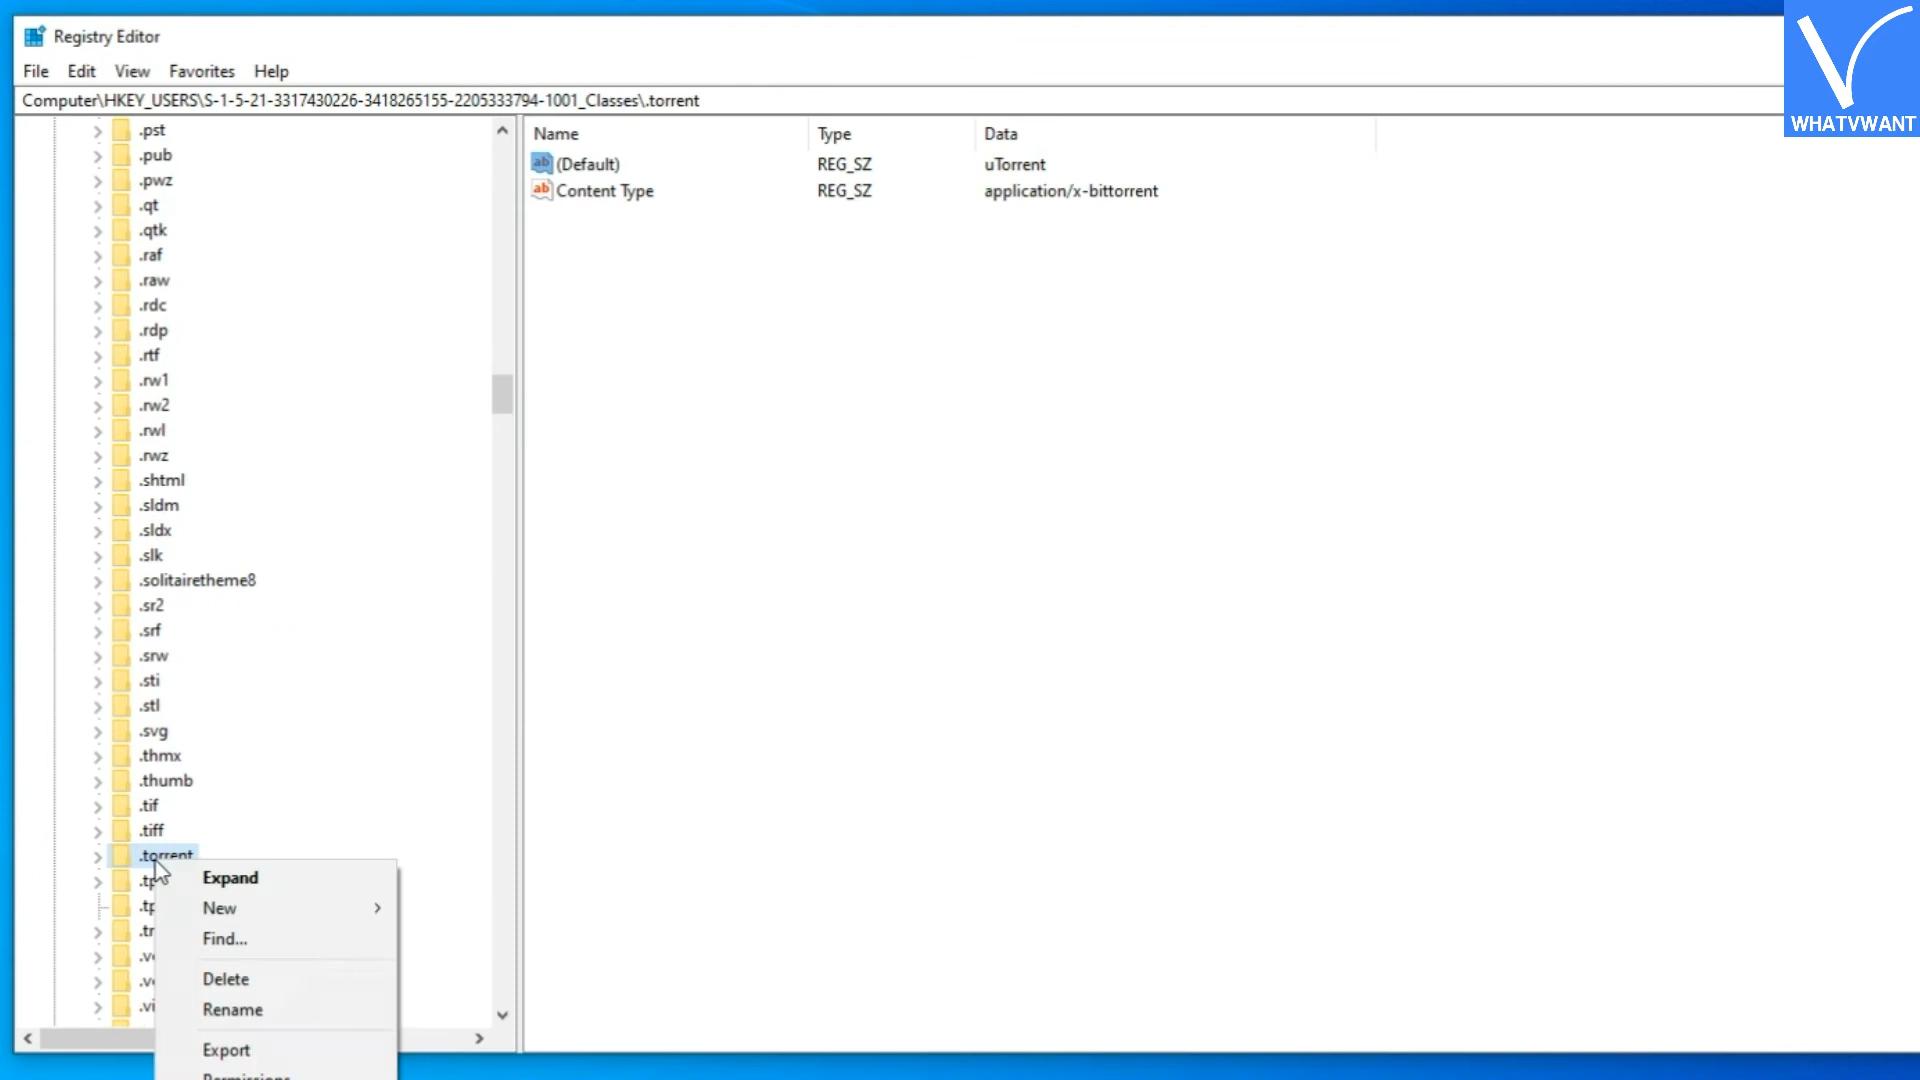 Registry Editor
WHATVWANT
File Edit View Favorites Help
Computer\HKEY_USERS\S-1-5-21-3317430226-3418265155-2205333794-1001_Classes\.torrent
Name Type Data
(Default) REG_SZ uTorrent
Content Type REG_SZ application/x-bittorrent
.pst
.pub
.pwz
.qt
.qtk
.raf
.raw
.rdc
.rdp
.rtf
.rw1
.rw2
.rwl
.rwz
.shtml
.sldm
.sldx
.slk
.solitairetheme8
.sr2
.srf
.srw
.sti
.stl
.svg
.thmx
.thumb
.tif
.tiff
.torrent
Expand
New
Find...
Delete
Rename
Export